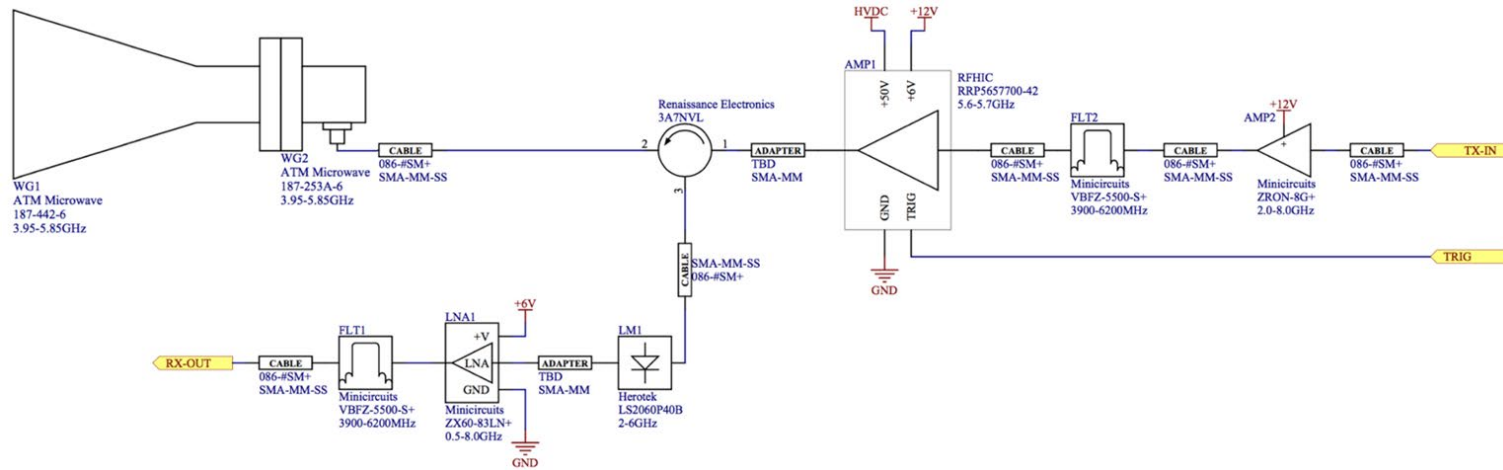 WG1
ATM Microwave
187-442-6
3.95-5.85GHz
WG2
ATM Microwave
187-253A-6
3.95-5.85GHz
CABLE
086-#SM+
SMA-MM-SS
Renaissance Electronics
3A7NVL
2
1
3
ADAPTER
TBD
SMA-MM
HVDC
+12V
AMP1
+50V
+6V
GND
TRIG
RFHIC
RRP5657700-42
5.6-5.7GHz
GND
CABLE
086-#SM+
SMA-MM-SS
FLT2
Minicircuits
VBFZ-5500-S+
3900-6200MHz
CABLE
086-#SM+
SMA-MM-SS
+12V
AMP2
+
Minicircuits
ZRON-8G+
2.0-8.0GHz
CABLE
086-#SM+
SMA-MM-SS
TX-IN
TRIG
CABLE
SMA-MM-SS
086-#SM+
RX-OUT
CABLE
086-#SM+
SMA-MM-SS
FLT1
Minicircuits
VBFZ-5500-S+
3900-6200MHz
LNA1
+V
LNA
GND
Minicircuits
ZX60-83LN+
0.5-8.0GHz
+6V
GND
ADAPTER
TBD
SMA-MM
LM1
Herotek
LS2060P40B
2-6GHz